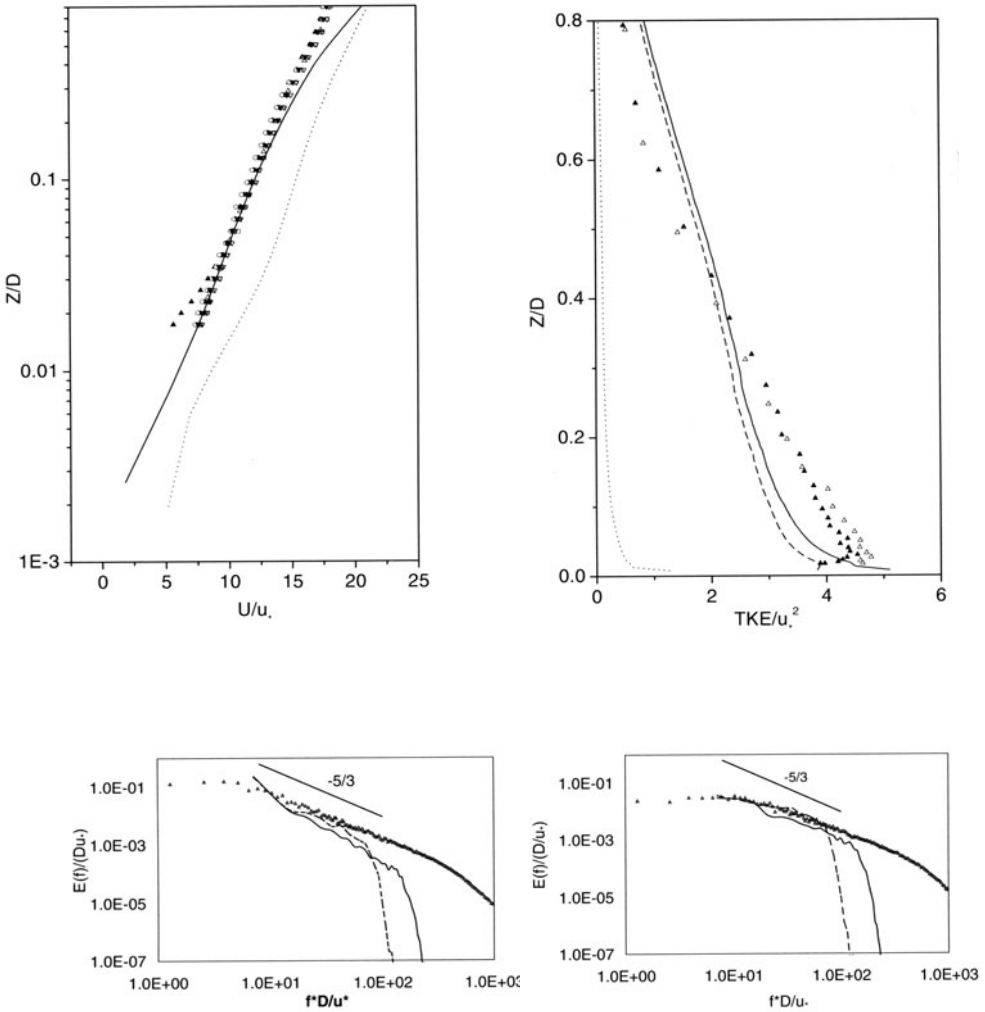 0.1
0.01
1E-3
Z/D
0
5
10
15
20
25
U/u*
0.8
0.6
0.4
0.2
0.0
Z/D
0
2
4
6
TKE/u*²
-5/3
1.0E-01
1.0E-03
1.0E-05
1.0E-07
E(f)/(Du*)
1.0E+00
1.0E+01
1.0E+02
1.0E+03
f*D/u*
-5/3
1.0E-01
1.0E-03
1.0E-05
1.0E-07
E(f)/(D/u*)
1.0E+00
1.0E+01
1.0E+02
1.0E+03
f*D/u*